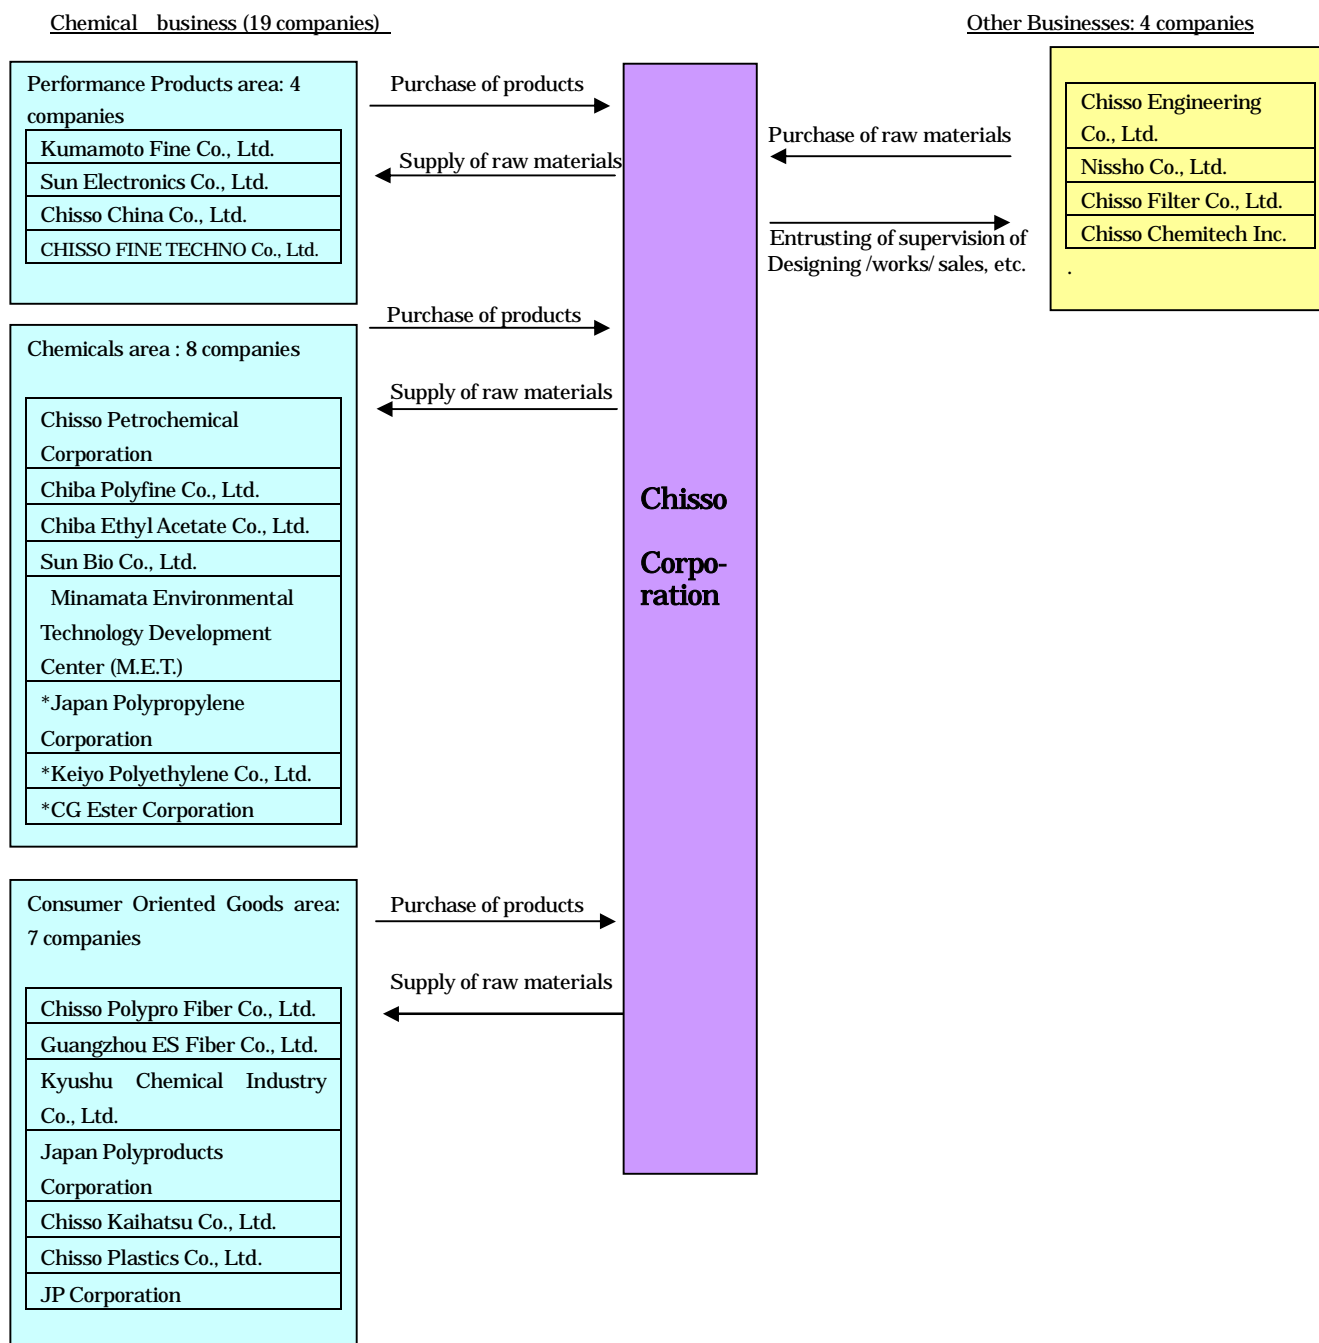 Chemical business (19 companies)
Other Businesses: 4 companies
Performance Products area: 4
companies
Kumamoto Fine Co., Ltd.
Sun Electronics Co., Ltd.
Chisso China Co., Ltd.
CHISSO FINE TECHNO Co., Ltd.
Purchase of products
Supply of raw materials
Chemicals area : 8 companies
Chisso Petrochemical
Corporation
Chiba Polyfine Co., Ltd.
Chiba Ethyl Acetate Co., Ltd.
Sun Bio Co., Ltd.
Minamata Environmental
Technology Development
Center (M.E.T.)
*Japan Polypropylene
Corporation
*Keiyo Polyethylene Co., Ltd.
*CG Ester Corporation
Purchase of products
Supply of raw materials
Consumer Oriented Goods area:
7 companies
Chisso Polypro Fiber Co., Ltd.
Guangzhou ES Fiber Co., Ltd.
Kyushu Chemical Industry
Co., Ltd.
Japan Polyproducts
Corporation
Chisso Kaihatsu Co., Ltd.
Chisso Plastics Co., Ltd.
JP Corporation
Purchase of products
Supply of raw materials
Chisso
Corpo-
ration
Purchase of raw materials
Entrusting of supervision of
Designing /works/ sales, etc.
Chisso Engineering
Co., Ltd.
Nissho Co., Ltd.
Chisso Filter Co., Ltd.
Chisso Chemitech Inc.
.